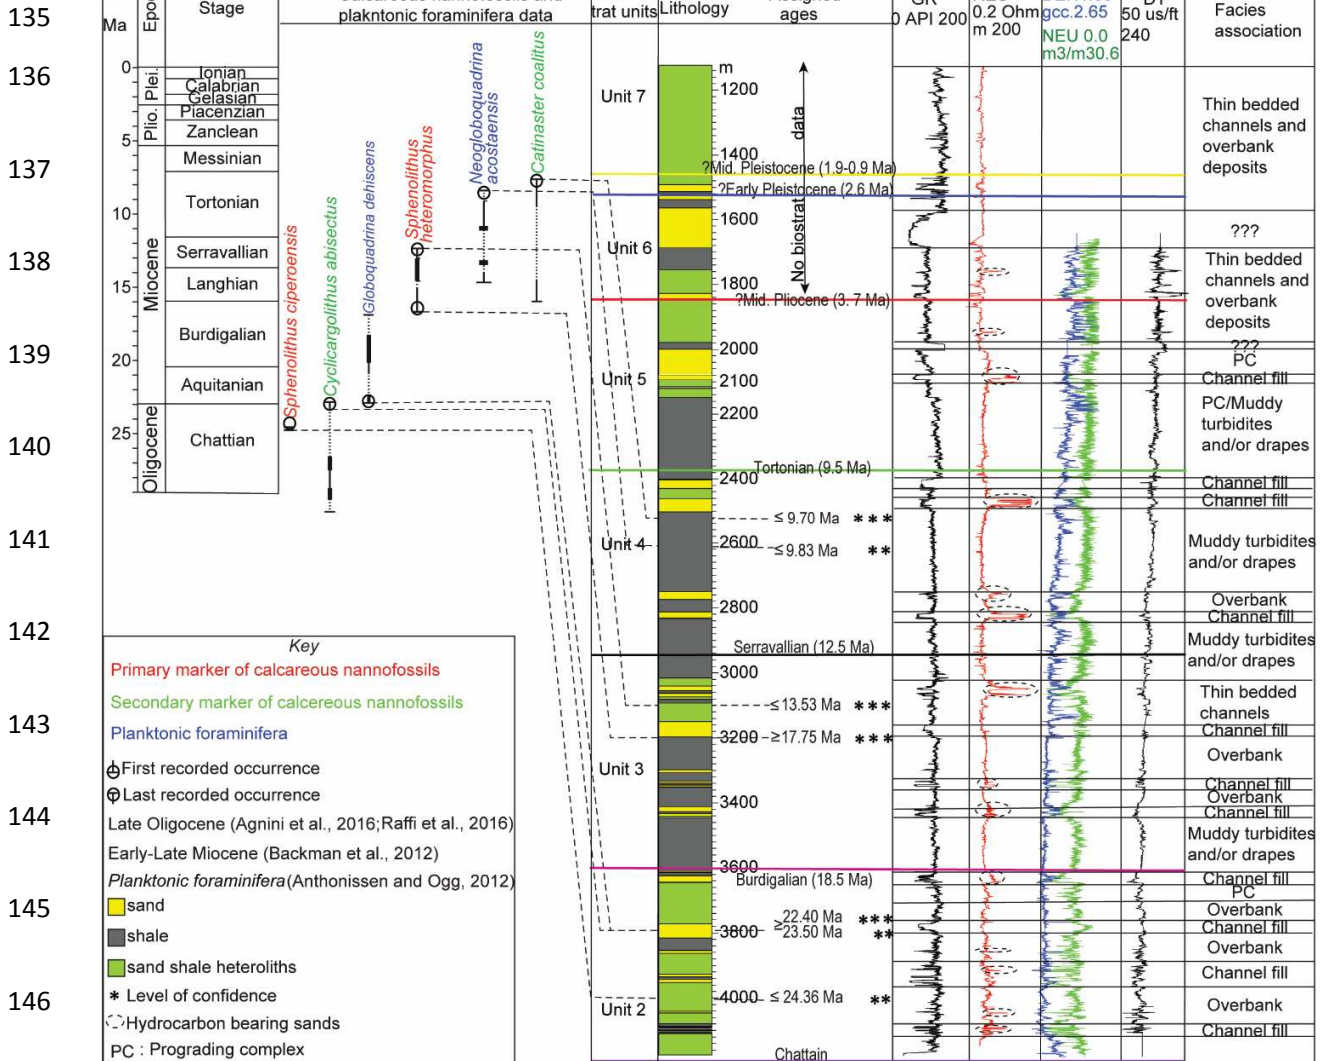 135
136
137
138
139
140
141
142
143
144
145
146
Ma
Epo
Stage
plakntonic foraminifera data
trat units
Lithology
ages
0 API 200
0.2 Ohm
m 200
gcc.2.65
NEU 0.0
m3/m30.6
50 us/ft
240
Facies
association
0
5
10
15
20
25
Plei.
Plio.
Miocene
Oligocene
Ionian
Calabrian
Gelasian
Piacenzian
Zanclean
Messinian
Tortonian
Serravallian
Langhian
Burdigalian
Aquitanian
Chattian
Sphenolithus ciperoensis
Cyclicargolithus abisectus
Globoquadrina dehiscens
Sphenolithus
heteromorphus
Neogloboquadrina
acostaensis
Catinaster coalitus
Unit 7
Unit 6
Unit 5
Unit 4
Unit 3
Unit 2
m
1200
1400
1600
1800
2000
2100
2200
2400
2600
2800
3000
3200
3400
3600
3800
4000
No biostrat data
?Mid. Pleistocene (1.9-0.9 Ma)
?Early Pleistocene (2.6 Ma)
?Mid. Pliocene (3. 7 Ma)
Tortonian (9.5 Ma)
≤ 9.70 Ma ***
≤ 9.83 Ma **
Serravallian (12.5 Ma)
≤ 13.53 Ma ***
≥ 17.75 Ma ***
Burdigalian (18.5 Ma)
≥ 22.40 Ma ***
23.50 Ma **
≤ 24.36 Ma **
Chattain
Thin bedded
channels and
overbank
deposits
???
Thin bedded
channels and
overbank
deposits
???
PC
Channel fill
PC/Muddy
turbidites
and/or drapes
Channel fill
Channel fill
Muddy turbidites
and/or drapes
Overbank
Channel fill
Muddy turbidites
and/or drapes
Thin bedded
channels
Channel fill
Overbank
Channel fill
Overbank
Channel fill
Muddy turbidites
and/or drapes
Channel fill
PC
Overbank
Channel fill
Overbank
Channel fill
Overbank
Channel fill
Key
Primary marker of calcareous nannofossils
Secondary marker of calcereous nannofossils
Planktonic foraminifera
First recorded occurrence
Last recorded occurrence
Late Oligocene (Agnini et al., 2016;Raffi et al., 2016)
Early-Late Miocene (Backman et al., 2012)
Planktonic foraminifera (Anthonissen and Ogg, 2012)
sand
shale
sand shale heteroliths
* Level of confidence
Hydrocarbon bearing sands
PC : Prograding complex